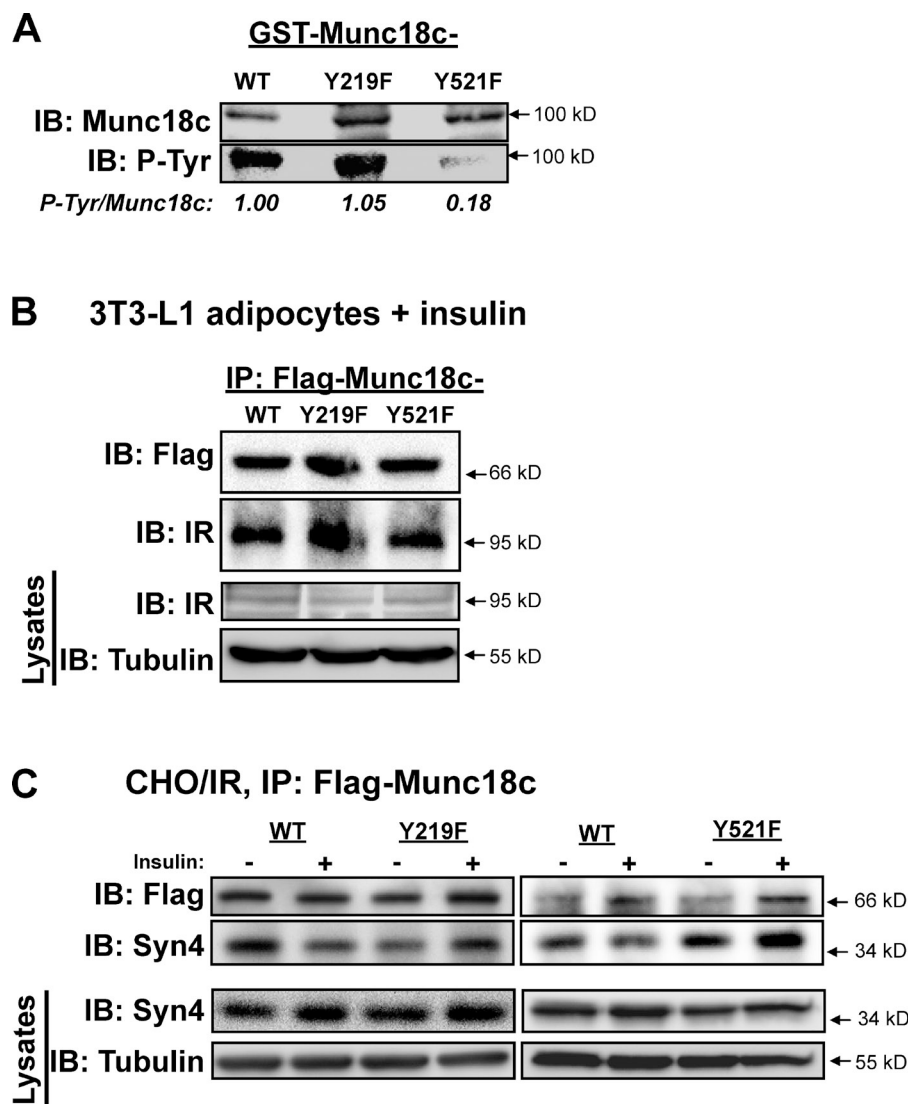 A
GST-Munc18c-
WT Y219F Y521F
IB: Munc18c ← 100 kD
IB: P-Tyr ← 100 kD
P-Tyr/Munc18c: 1.00 1.05 0.18
B 3T3-L1 adipocytes + insulin
IP: Flag-Munc18c-
WT Y219F Y521F
IB: Flag ← 66 kD
IB: IR ← 95 kD
Lysates
IB: IR ← 95 kD
IB: Tubulin ← 55 kD
C CHO/IR, IP: Flag-Munc18c
WT Y219F WT Y521F
Insulin: - + - + - + - +
IB: Flag ← 66 kD
IB: Syn4 ← 34 kD
Lysates
IB: Syn4 ← 34 kD
IB: Tubulin ← 55 kD